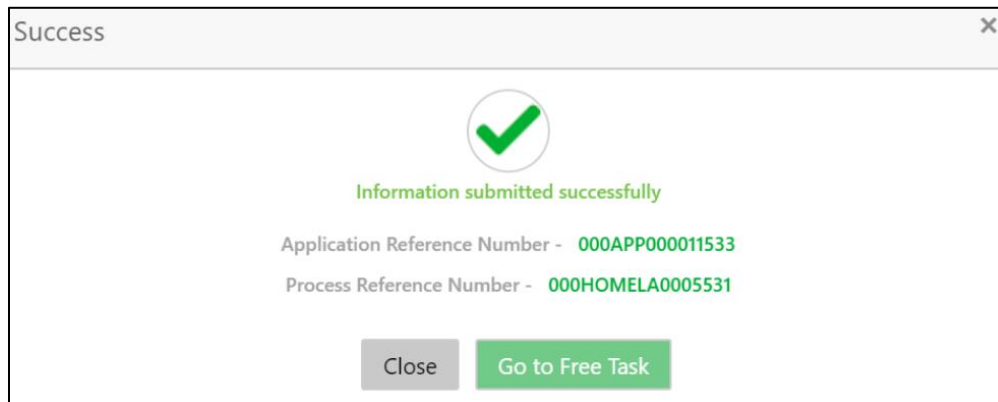 Success
Information submitted successfully
Application Reference Number - 000APP000011533
Process Reference Number - 000HOMELA0005531
Close Go to Free Task